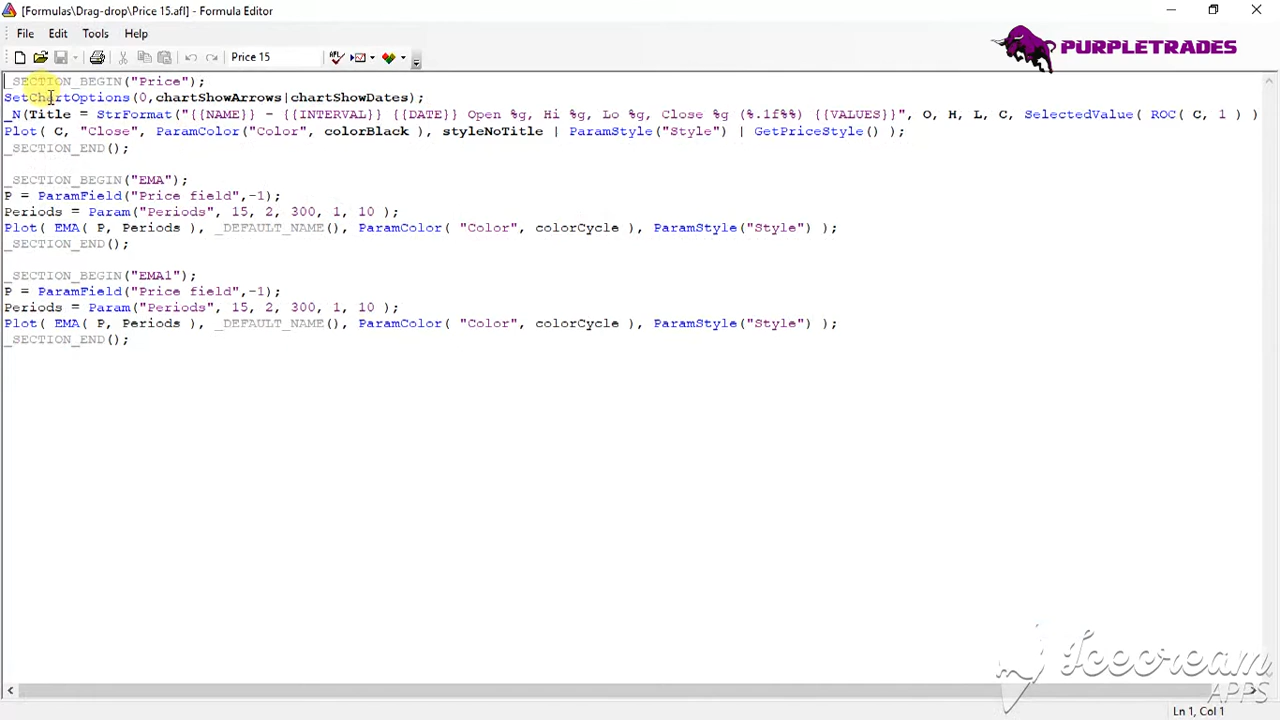 [Formulas\Drag-drop\Price 15.afl] - Formula Editor
File Edit Tools Help
Price 15
PURPLETRADES
_SECTION_BEGIN("Price");
SetChartOptions(0,chartShowArrows|chartShowDates);
_N(Title = StrFormat("{{NAME}} - {{INTERVAL}} {{DATE}} Open %g, Hi %g, Lo %g, Close %g (%.1f%%) {{VALUES}}", O, H, L, C, SelectedValue( ROC( C, 1 ) )
Plot( C, "Close", ParamColor("Color", colorBlack ), styleNoTitle | ParamStyle("Style") | GetPriceStyle() );
_SECTION_END();
_SECTION_BEGIN("EMA");
P = ParamField("Price field",-1);
Periods = Param("Periods", 15, 2, 300, 1, 10 );
Plot( EMA( P, Periods ), _DEFAULT_NAME(), ParamColor( "Color", colorCycle ), ParamStyle("Style") );
_SECTION_END();
_SECTION_BEGIN("EMA1");
P = ParamField("Price field",-1);
Periods = Param("Periods", 15, 2, 300, 1, 10 );
Plot( EMA( P, Periods ), _DEFAULT_NAME(), ParamColor( "Color", colorCycle ), ParamStyle("Style") );
_SECTION_END();
Icecream
APPS
Ln 1, Col 1